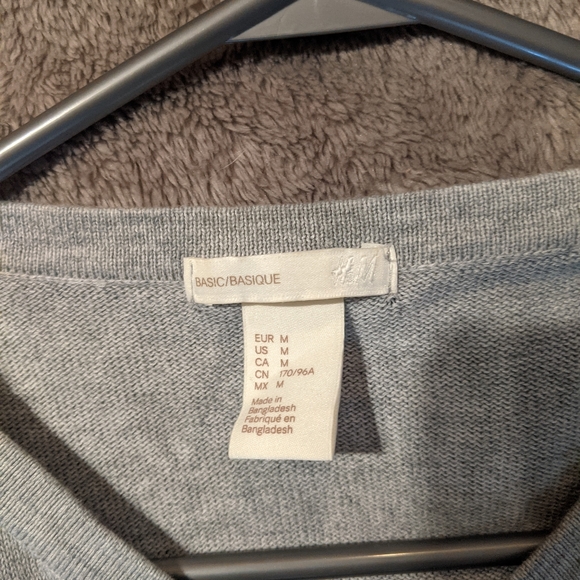 BASIC/BASIQUE H&M
EUR M
US M
CA M
CN 170/96A
MX M
Made in
Bangladesh
Fabriqué en
Bangladesh